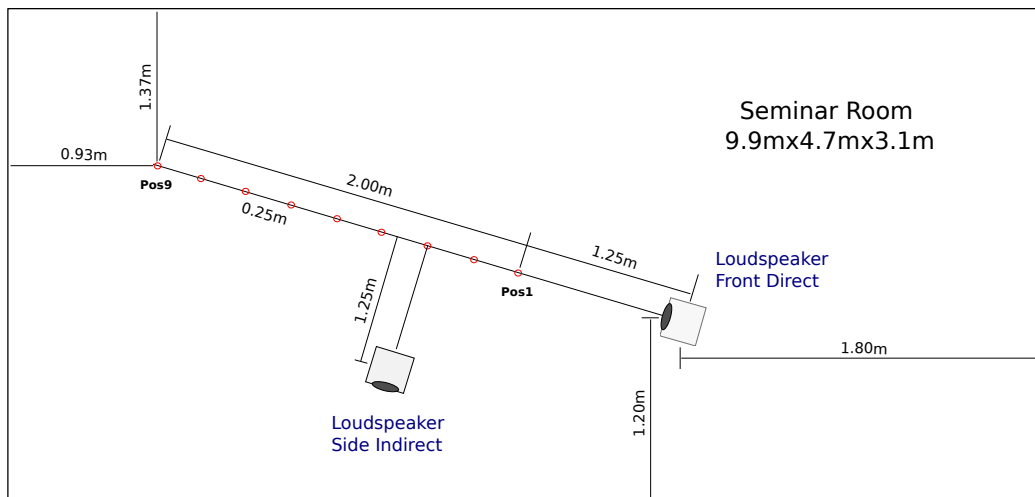 1.37m
Seminar Room
9.9mx4.7mx3.1m
0.93m
Pos9
2.00m
0.25m
1.25m
Loudspeaker
Front Direct
Pos1
1.25m
1.80m
1.20m
Loudspeaker
Side Indirect